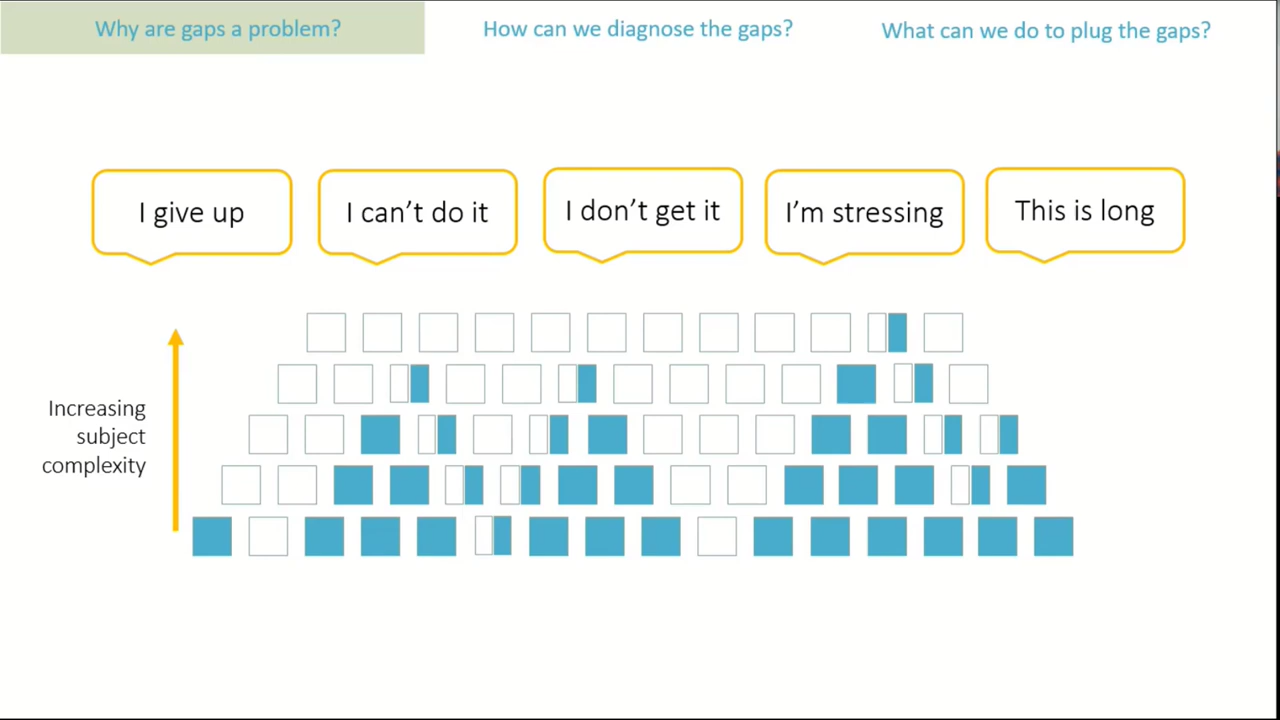 Why are gaps a problem?
How can we diagnose the gaps?
What can we do to plug the gaps?
I give up
I can’t do it
I don’t get it
I’m stressing
This is long
Increasing
subject
complexity